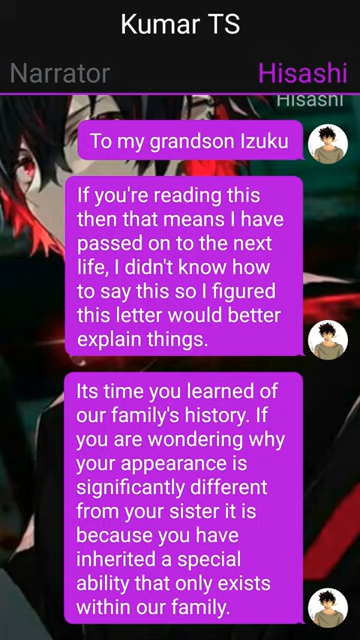 Kumar TS
Narrator
Hisashi
Hisashi
To my grandson Izuku
If you're reading this
then that means I have
passed on to the next
life, I didn't know how
to say this so I figured
this letter would better
explain things.
Its time you learned of
our family's history. If
you are wondering why
your appearance is
significantly different
from your sister it is
because you have
inherited a special
ability that only exists
within our family.